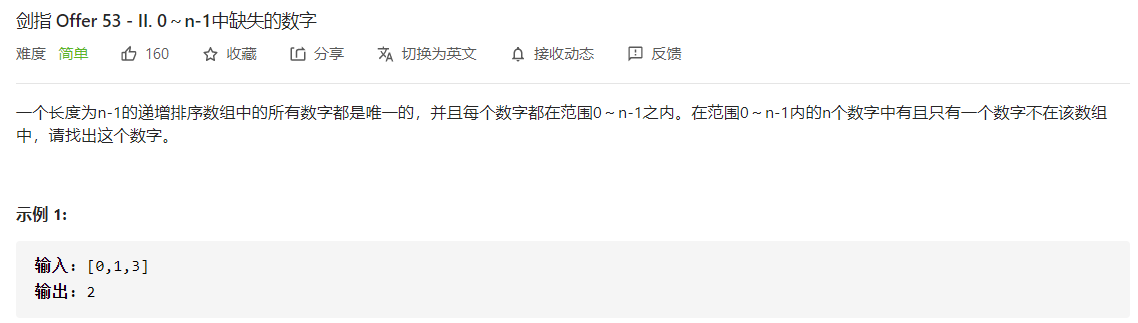 剑指 Offer 53 - II. 0～n-1中缺失的数字
难度 简单 160 收藏 分享 切换为英文 接收动态 反馈
一个长度为n-1的递增排序数组中的所有数字都是唯一的，并且每个数字都在范围0～n-1之内。在范围0～n-1内的n个数字中有且只有一个数字不在该数组
中，请找出这个数字。
示例 1:
输入：[0,1,3]
输出：2